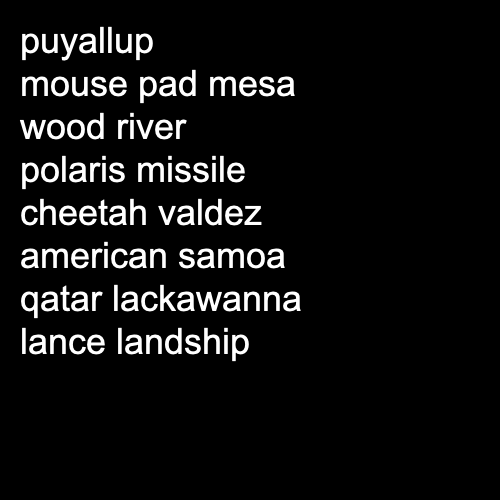 puyallup
mouse pad mesa
wood river
polaris missile
cheetah valdez
american samoa
qatar lackawanna
lance landship